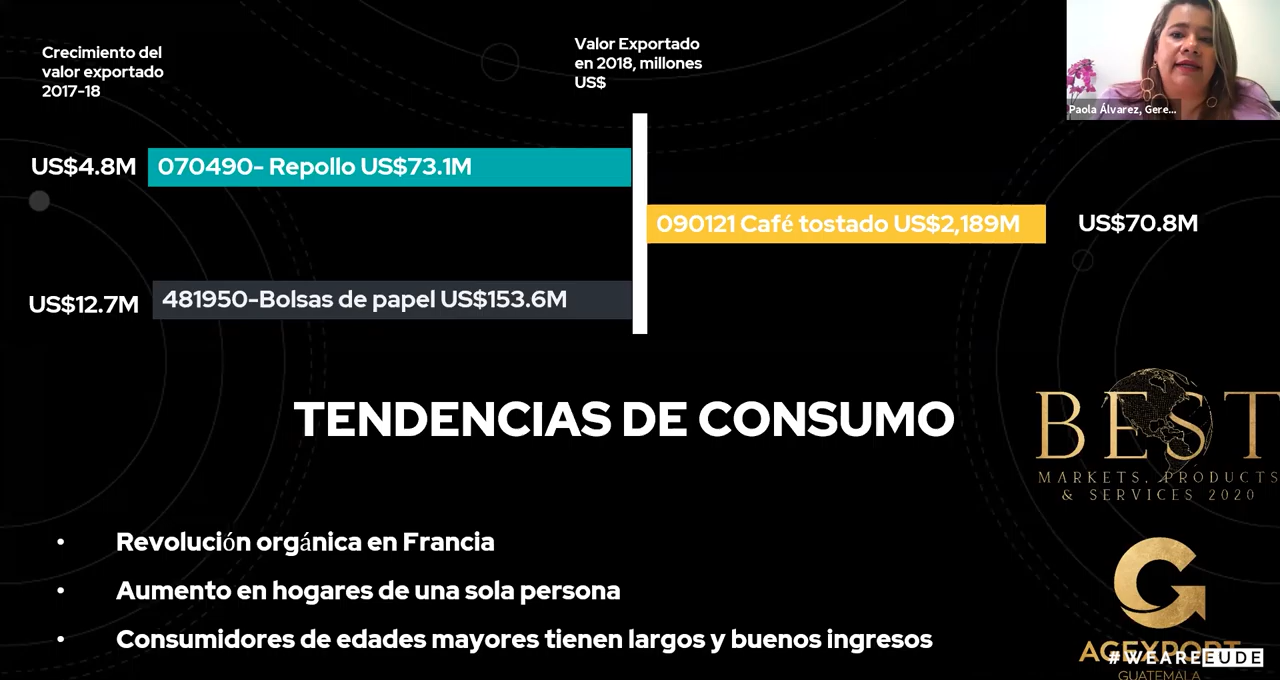 Crecimiento del
valor exportado
2017-18
Valor Exportado
en 2018, millones
US$
Paola Álvarez, Gere...
US$4.8M
070490- Repollo US$73.1M
090121 Café tostado US$2,189M
US$70.8M
US$12.7M
481950-Bolsas de papel US$153.6M
TENDENCIAS DE CONSUMO
BEST
MARKETS, PRODUCTS
& SERVICES 2020
• Revolución orgánica en Francia
• Aumento en hogares de una sola persona
• Consumidores de edades mayores tienen largos y buenos ingresos
AGEXPORT
#WEAREEUDE
GUATEMALA